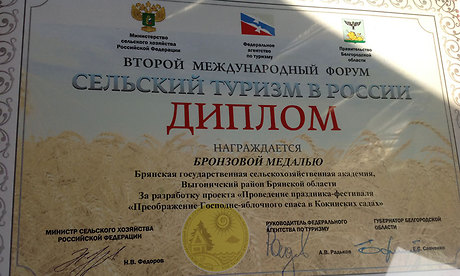 Министерство
сельского хозяйства
Российской Федерации
Федеральное
агентство
по туризму
Правительство
Белгородской
области
ВТОРОЙ МЕЖДУНАРОДНЫЙ ФОРУМ
СЕЛЬСКИЙ ТУРИЗМ В РОССИИ
ДИПЛОМ
НАГРАЖДАЕТСЯ
БРОНЗОВОЙ МЕДАЛЬЮ
Брянская государственная сельскохозяйственная академия,
Выгоничский район Брянской области
За разработку проекта «Проведение праздника-фестиваля
«Преображение Господне-яблочного спаса в Кокинских садах»
МИНИСТР СЕЛЬСКОГО ХОЗЯЙСТВА
РОССИЙСКОЙ ФЕДЕРАЦИИ
Н.В. Федоров
РУКОВОДИТЕЛЬ ФЕДЕРАЛЬНОГО
АГЕНТСТВА ПО ТУРИЗМУ
А.В. Радьков
ГУБЕРНАТОР БЕЛГОРОДСКОЙ
ОБЛАСТИ
Е.С. Савченко